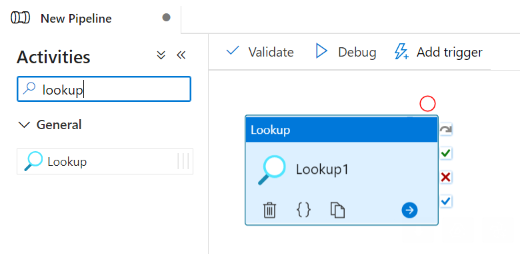 New Pipeline
Activities
Validate
Debug
Add trigger
lookup
General
Lookup
Lookup
Lookup1
{}